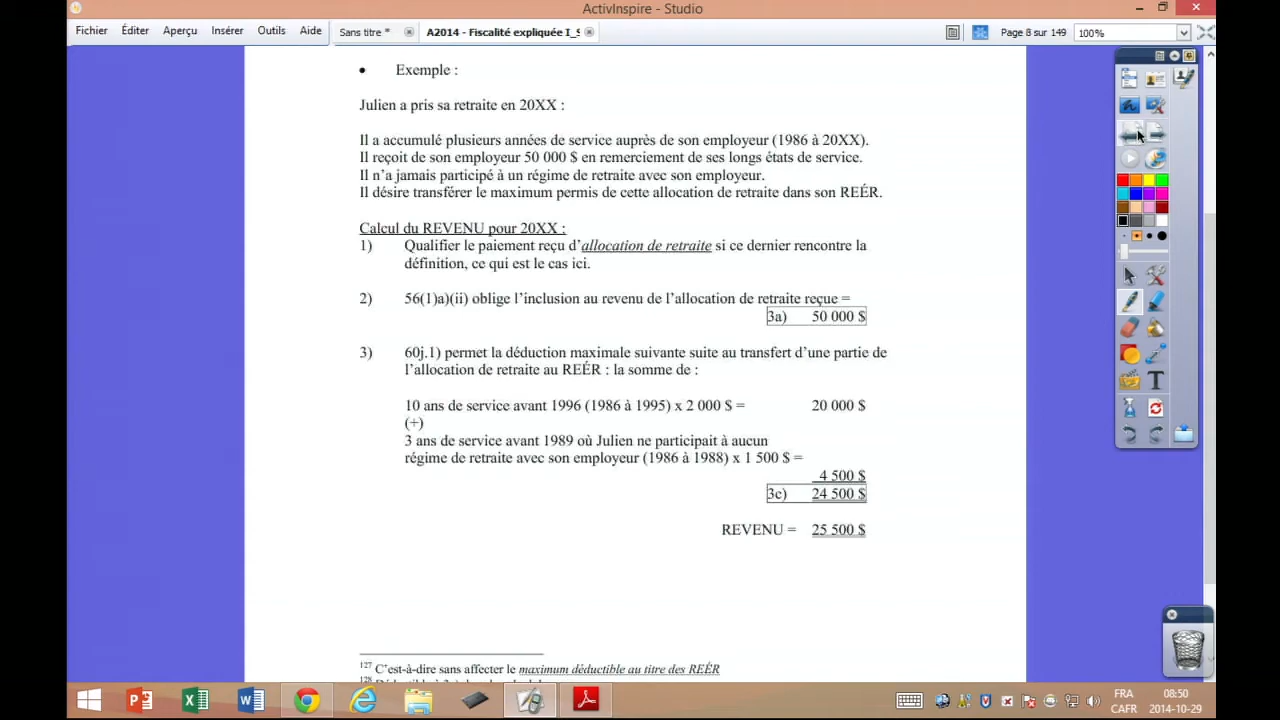 ActivInspire - Studio
Fichier Éditer Aperçu Insérer Outils Aide Sans titre * A2014 - Fiscalité expliquée I_S Page 8 sur 149 100%
• Exemple :
Julien a pris sa retraite en 20XX :
Il a accumulé plusieurs années de service auprès de son employeur (1986 à 20XX).
Il reçoit de son employeur 50 000 $ en remerciement de ses longs états de service.
Il n’a jamais participé à un régime de retraite avec son employeur.
Il désire transférer le maximum permis de cette allocation de retraite dans son REÉR.
Calcul du REVENU pour 20XX :
1) Qualifier le paiement reçu d’allocation de retraite si ce dernier rencontre la
définition, ce qui est le cas ici.
2) 56(1)a)(ii) oblige l’inclusion au revenu de l’allocation de retraite reçue =
3a) 50 000 $
3) 60j.1) permet la déduction maximale suivante suite au transfert d’une partie de
l’allocation de retraite au REÉR : la somme de :
10 ans de service avant 1996 (1986 à 1995) x 2 000 $ = 20 000 $
(+)
3 ans de service avant 1989 où Julien ne participait à aucun
régime de retraite avec son employeur (1986 à 1988) x 1 500 $ =
4 500 $
3c) 24 500 $
REVENU = 25 500 $
127 C’est-à-dire sans affecter le maximum déductible au titre des REÉR
128
FRA 08:50
CAFR 2014-10-29